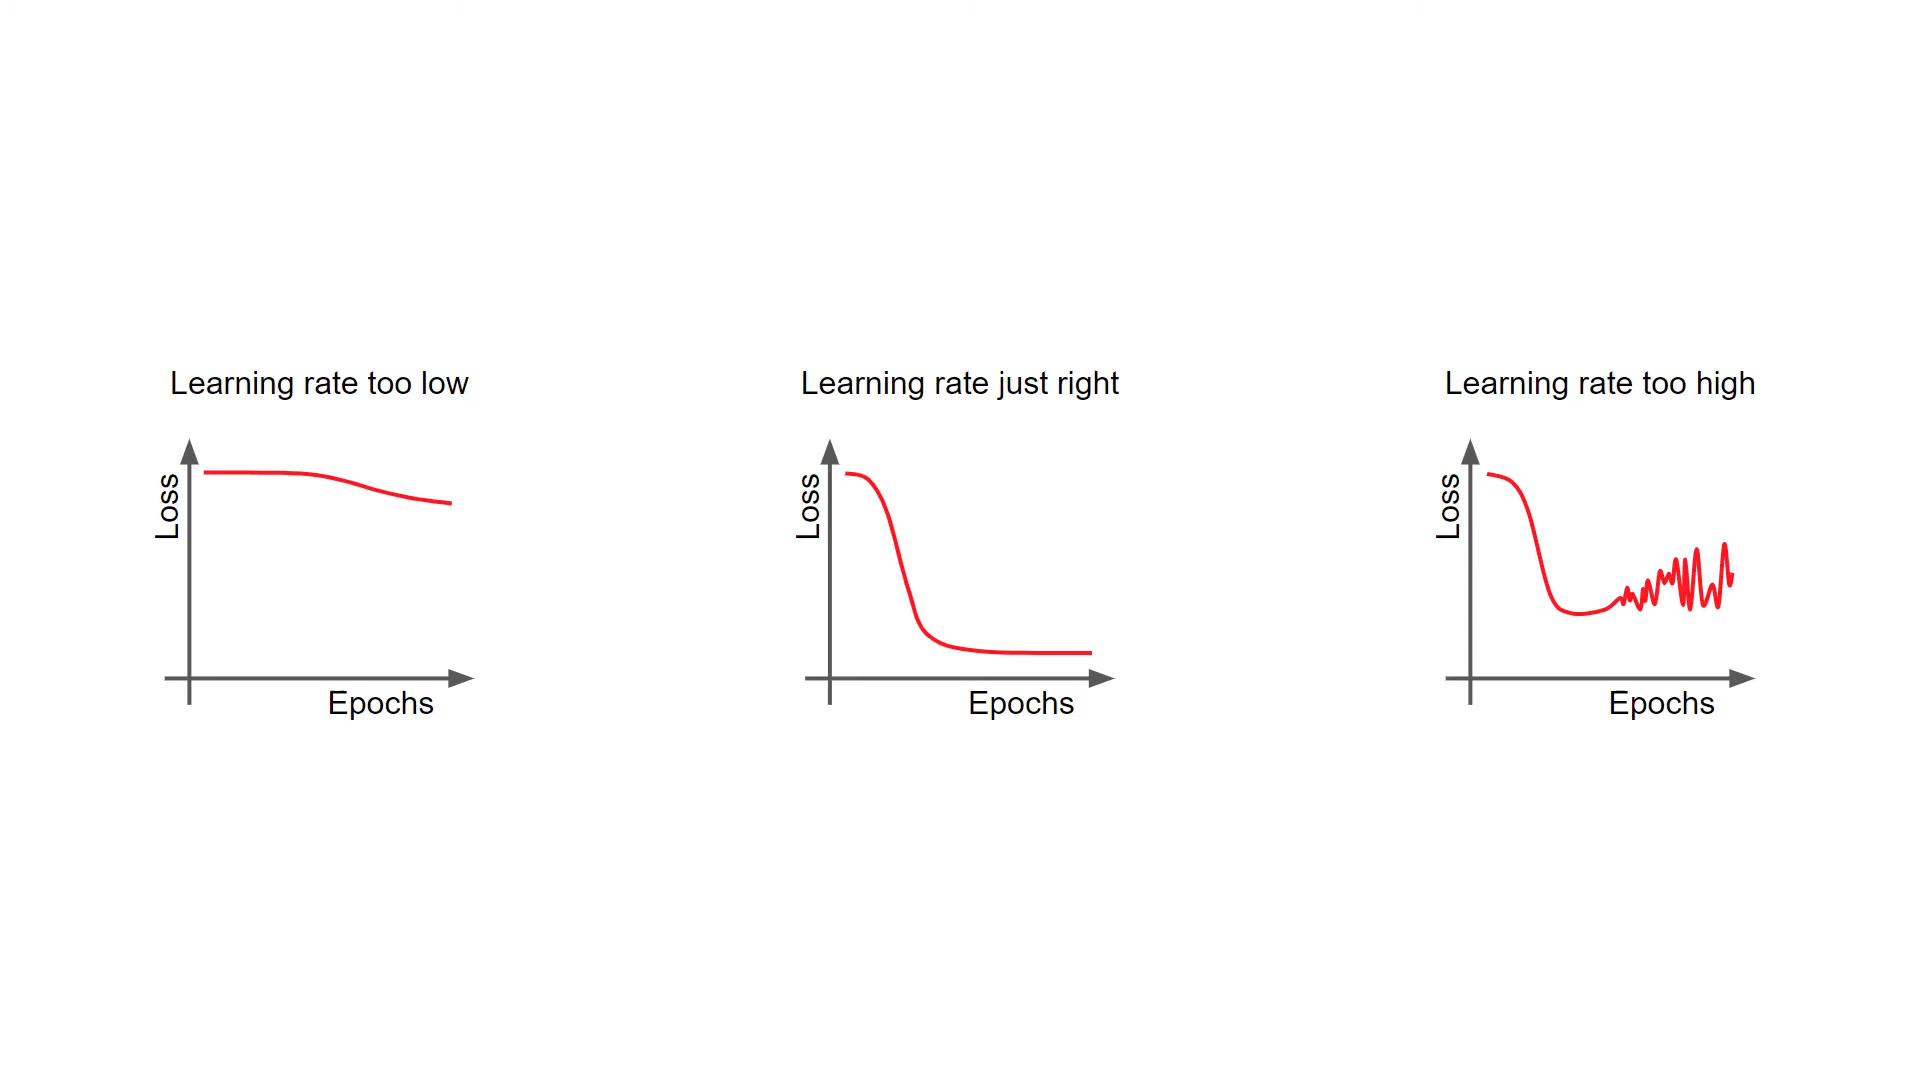 Learning rate too low
Loss
Epochs
Learning rate just right
Loss
Epochs
Learning rate too high
Loss
Epochs